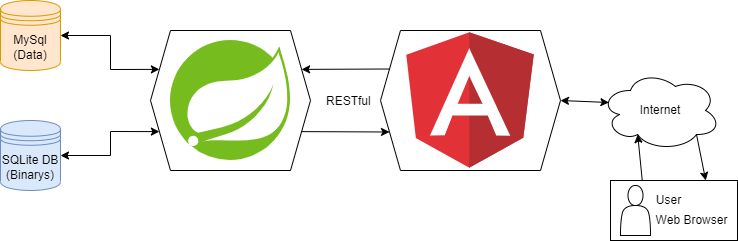 MySql
(Data)
SQLite DB
(Binarys)
RESTful
A
Internet
User
Web Browser